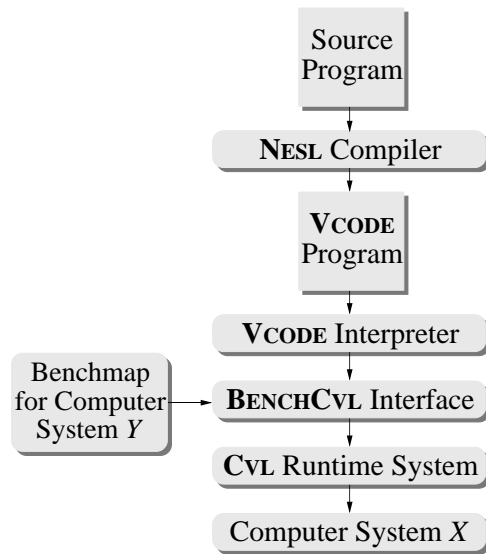 Source
Program
NESL Compiler
VCODE
Program
VCODE Interpreter
Benchmap
for Computer
System Y
BENCHCVL Interface
CVL Runtime System
Computer System X